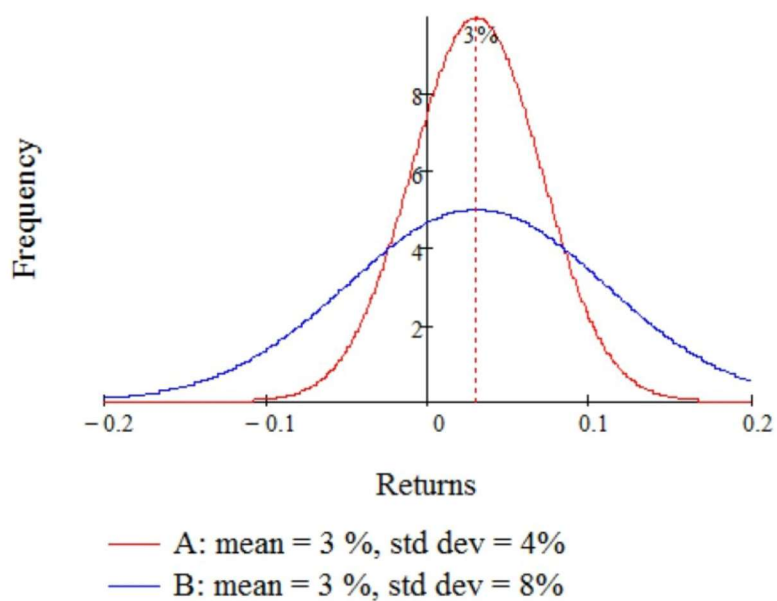 3%
8
6
4
2
Frequency
−0.2
−0.1
0
0.1
0.2
Returns
A: mean = 3 %, std dev = 4%
B: mean = 3 %, std dev = 8%